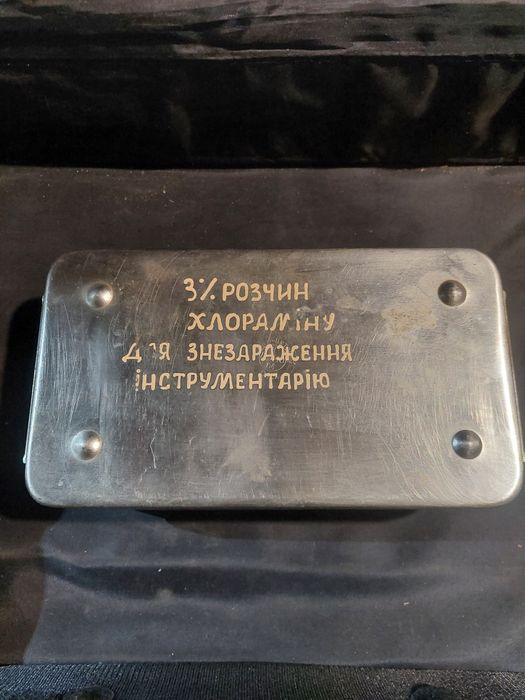 3% РОЗЧИН
ХЛОРАМІНУ
ДЛЯ ЗНЕЗАРАЖЕННЯ
ІНСТРУМЕНТАРІЮ